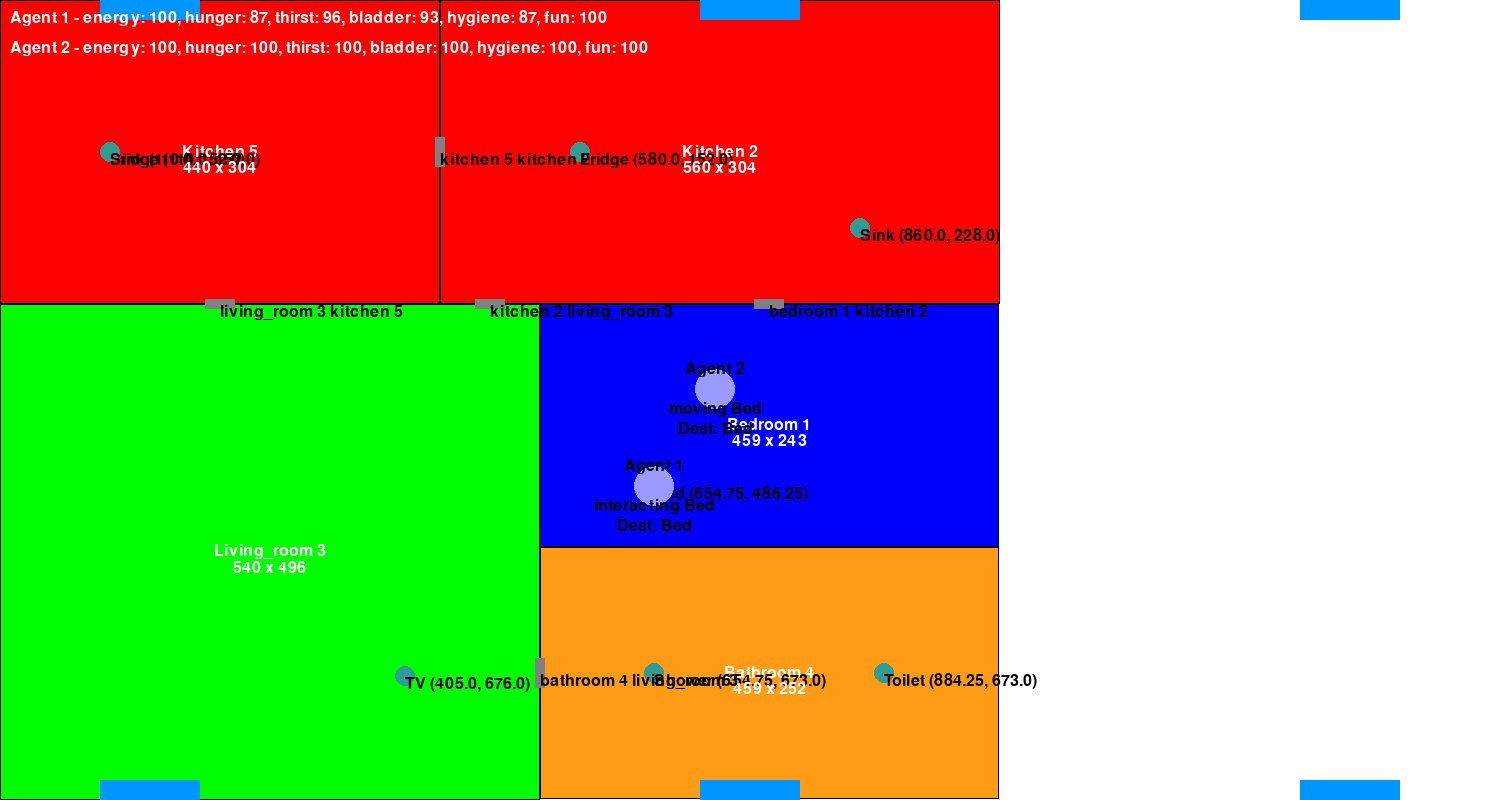 Agent 1 - energy: 100, hunger: 87, thirst: 96, bladder: 93, hygiene: 87, fun: 100
Agent 2 - energy: 100, hunger: 100, thirst: 100, bladder: 100, hygiene: 100, fun: 100
Kitchen 5
440 x 304
kitchen 5 kitchen 2
Fridge (580.0, 152.0)
Kitchen 2
560 x 304
Sink (860.0, 228.0)
living_room 3 kitchen 5
kitchen 2 living_room 3
bedroom 1 kitchen 2
Agent 2
moving Bed
Dest: Bed
Bedroom 1
459 x 243
Agent 1
Bed (654.75, 486.25)
interacting Bed
Dest: Bed
Living_room 3
540 x 496
TV (405.0, 676.0)
bathroom 4 living_room 3
Shower (654.75, 673.0)
Bathroom 4
459 x 252
Toilet (884.25, 673.0)